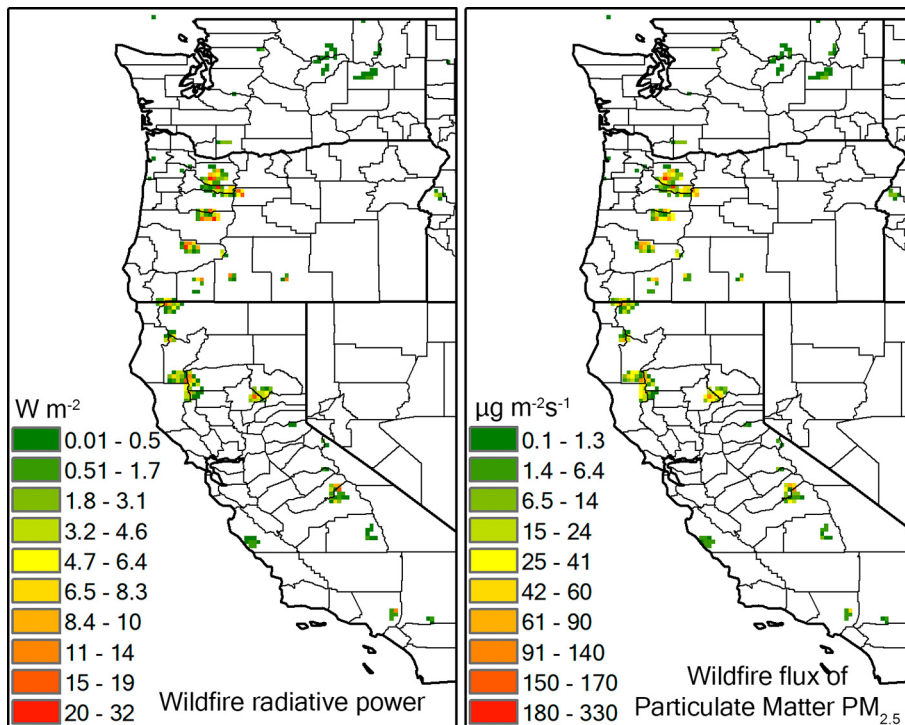 W m-2
0.01 - 0.5
0.51 - 1.7
1.8 - 3.1
3.2 - 4.6
4.7 - 6.4
6.5 - 8.3
8.4 - 10
11 - 14
15 - 19
20 - 32
Wildfire radiative power
µg m-2s-1
0.1 - 1.3
1.4 - 6.4
6.5 - 14
15 - 24
25 - 41
42 - 60
61 - 90
91 - 140
150 - 170
180 - 330
Wildfire flux of
Particulate Matter PM2.5